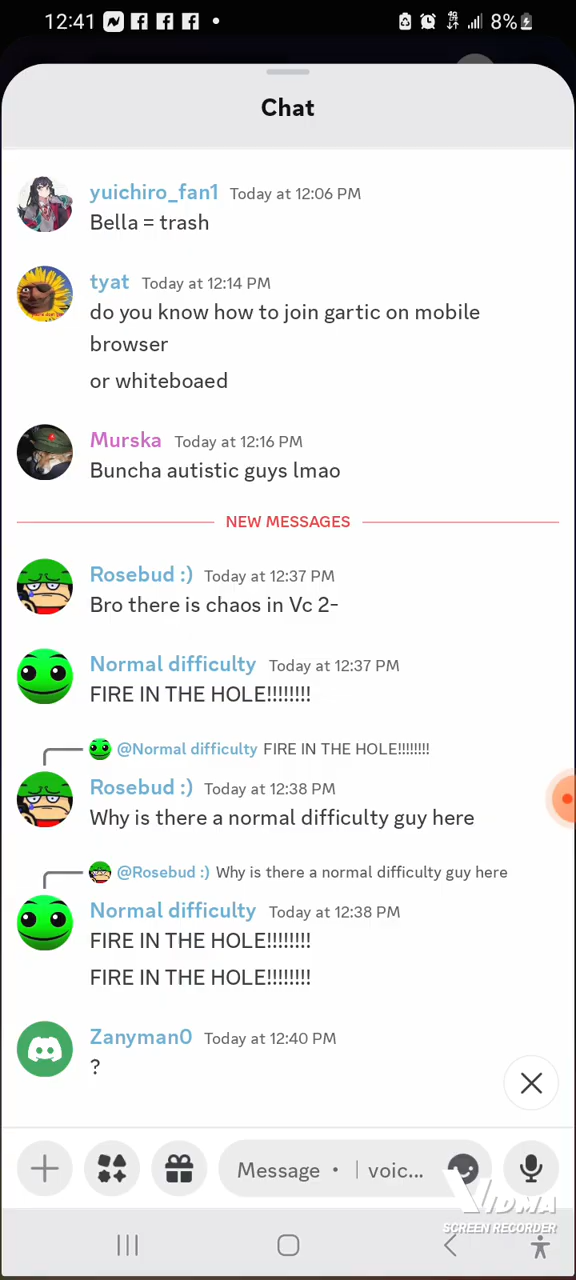 12:41
8%
Chat
yuichiro_fan1 Today at 12:06 PM
Bella = trash
tyat Today at 12:14 PM
do you know how to join gartic on mobile
browser
or whiteboaed
Murska Today at 12:16 PM
Buncha autistic guys lmao
NEW MESSAGES
Rosebud :) Today at 12:37 PM
Bro there is chaos in Vc 2-
Normal difficulty Today at 12:37 PM
FIRE IN THE HOLE!!!!!!!!
@Normal difficulty FIRE IN THE HOLE!!!!!!!!
Rosebud :) Today at 12:38 PM
Why is there a normal difficulty guy here
@Rosebud :) Why is there a normal difficulty guy here
Normal difficulty Today at 12:38 PM
FIRE IN THE HOLE!!!!!!!!
FIRE IN THE HOLE!!!!!!!!
Zanyman0 Today at 12:40 PM
?
Message • | voic...
VIDMA
SCREEN RECORDER